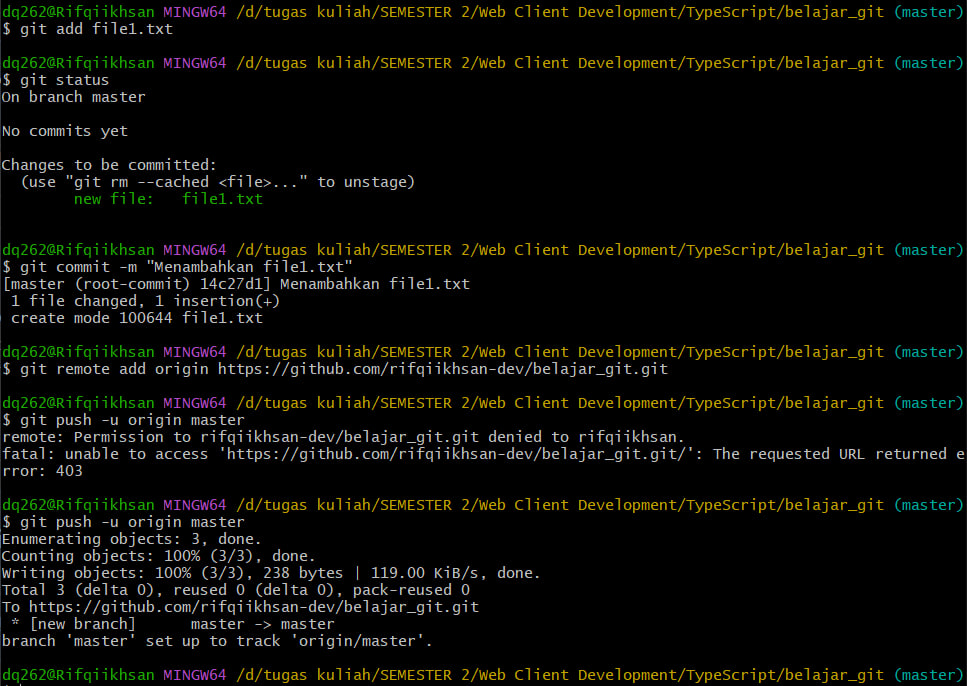 dq262@Rifqiikhsan MINGW64 /d/tugas kuliah/SEMESTER 2/Web Client Development/TypeScript/belajar_git (master)
$ git add file1.txt
dq262@Rifqiikhsan MINGW64 /d/tugas kuliah/SEMESTER 2/Web Client Development/TypeScript/belajar_git (master)
$ git status
On branch master
No commits yet
Changes to be committed:
  (use "git rm --cached <file>..." to unstage)
        new file:   file1.txt
dq262@Rifqiikhsan MINGW64 /d/tugas kuliah/SEMESTER 2/Web Client Development/TypeScript/belajar_git (master)
$ git commit -m "Menambahkan file1.txt"
[master (root-commit) 14c27d1] Menambahkan file1.txt
 1 file changed, 1 insertion(+)
 create mode 100644 file1.txt
dq262@Rifqiikhsan MINGW64 /d/tugas kuliah/SEMESTER 2/Web Client Development/TypeScript/belajar_git (master)
$ git remote add origin https://github.com/rifqiikhsan-dev/belajar_git.git
dq262@Rifqiikhsan MINGW64 /d/tugas kuliah/SEMESTER 2/Web Client Development/TypeScript/belajar_git (master)
$ git push -u origin master
remote: Permission to rifqiikhsan-dev/belajar_git.git denied to rifqiikhsan.
fatal: unable to access 'https://github.com/rifqiikhsan-dev/belajar_git.git/': The requested URL returned e
rror: 403
dq262@Rifqiikhsan MINGW64 /d/tugas kuliah/SEMESTER 2/Web Client Development/TypeScript/belajar_git (master)
$ git push -u origin master
Enumerating objects: 3, done.
Counting objects: 100% (3/3), done.
Writing objects: 100% (3/3), 238 bytes | 119.00 KiB/s, done.
Total 3 (delta 0), reused 0 (delta 0), pack-reused 0
To https://github.com/rifqiikhsan-dev/belajar_git.git
 * [new branch]      master -> master
branch 'master' set up to track 'origin/master'.
dq262@Rifqiikhsan MINGW64 /d/tugas kuliah/SEMESTER 2/Web Client Development/TypeScript/belajar_git (master)